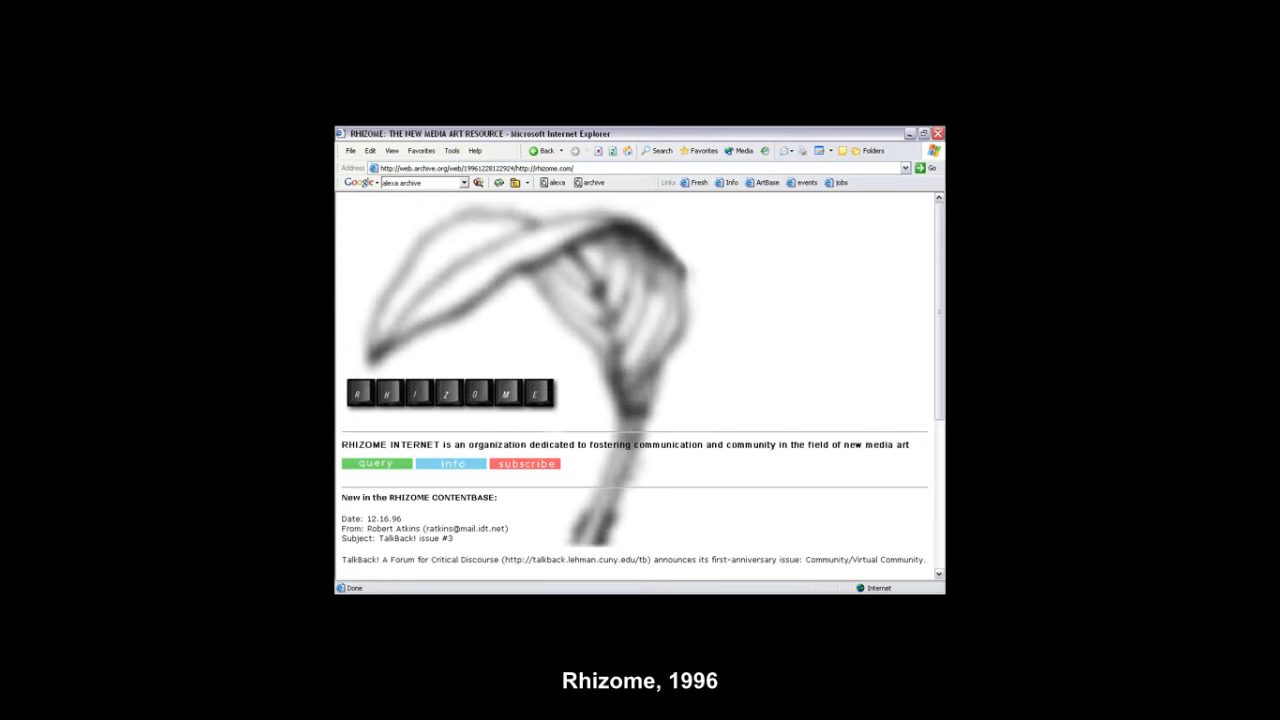 RHIZOME: THE NEW MEDIA ART RESOURCE - Microsoft Internet Explorer
File Edit View Favorites Tools Help Back Search Favorites Media Folders
Address http://web.archive.org/web/19961228122924/http://rhizome.com/ Go
Google alexa archive alexa archive Links Fresh Info ArtBase events jobs
R H I Z O M E
RHIZOME INTERNET is an organization dedicated to fostering communication and community in the field of new media art
query info subscribe
New in the RHIZOME CONTENTBASE:
Date: 12.16.96
From: Robert Atkins (ratkins@mail.idt.net)
Subject: TalkBack! issue #3
TalkBack! A Forum for Critical Discourse (http://talkback.lehman.cuny.edu/tb) announces its first-anniversary issue: Community/Virtual Community.
Done Internet
Rhizome, 1996